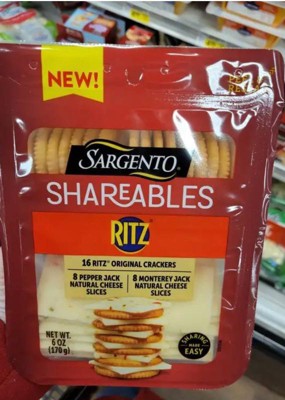 NEW!
SARGENTO®
SHAREABLES
RITZ
16 RITZ® ORIGINAL CRACKERS
8 PEPPER JACK
NATURAL CHEESE
SLICES
8 MONTEREY JACK
NATURAL CHEESE
SLICES
NET WT.
6 OZ
(170g)
SHARING
MADE
EASY